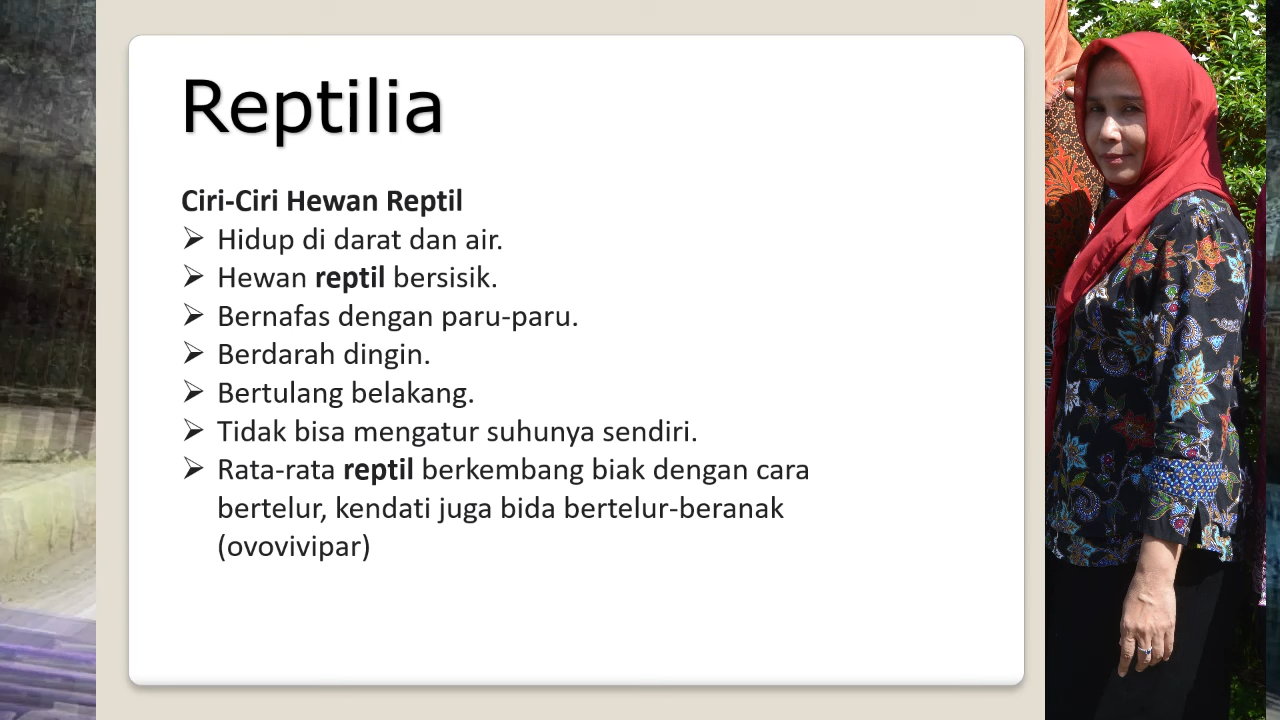 Reptilia
Ciri-Ciri Hewan Reptil
➢ Hidup di darat dan air.
➢ Hewan reptil bersisik.
➢ Bernafas dengan paru-paru.
➢ Berdarah dingin.
➢ Bertulang belakang.
➢ Tidak bisa mengatur suhunya sendiri.
➢ Rata-rata reptil berkembang biak dengan cara
bertelur, kendati juga bida bertelur-beranak
(ovovivipar)